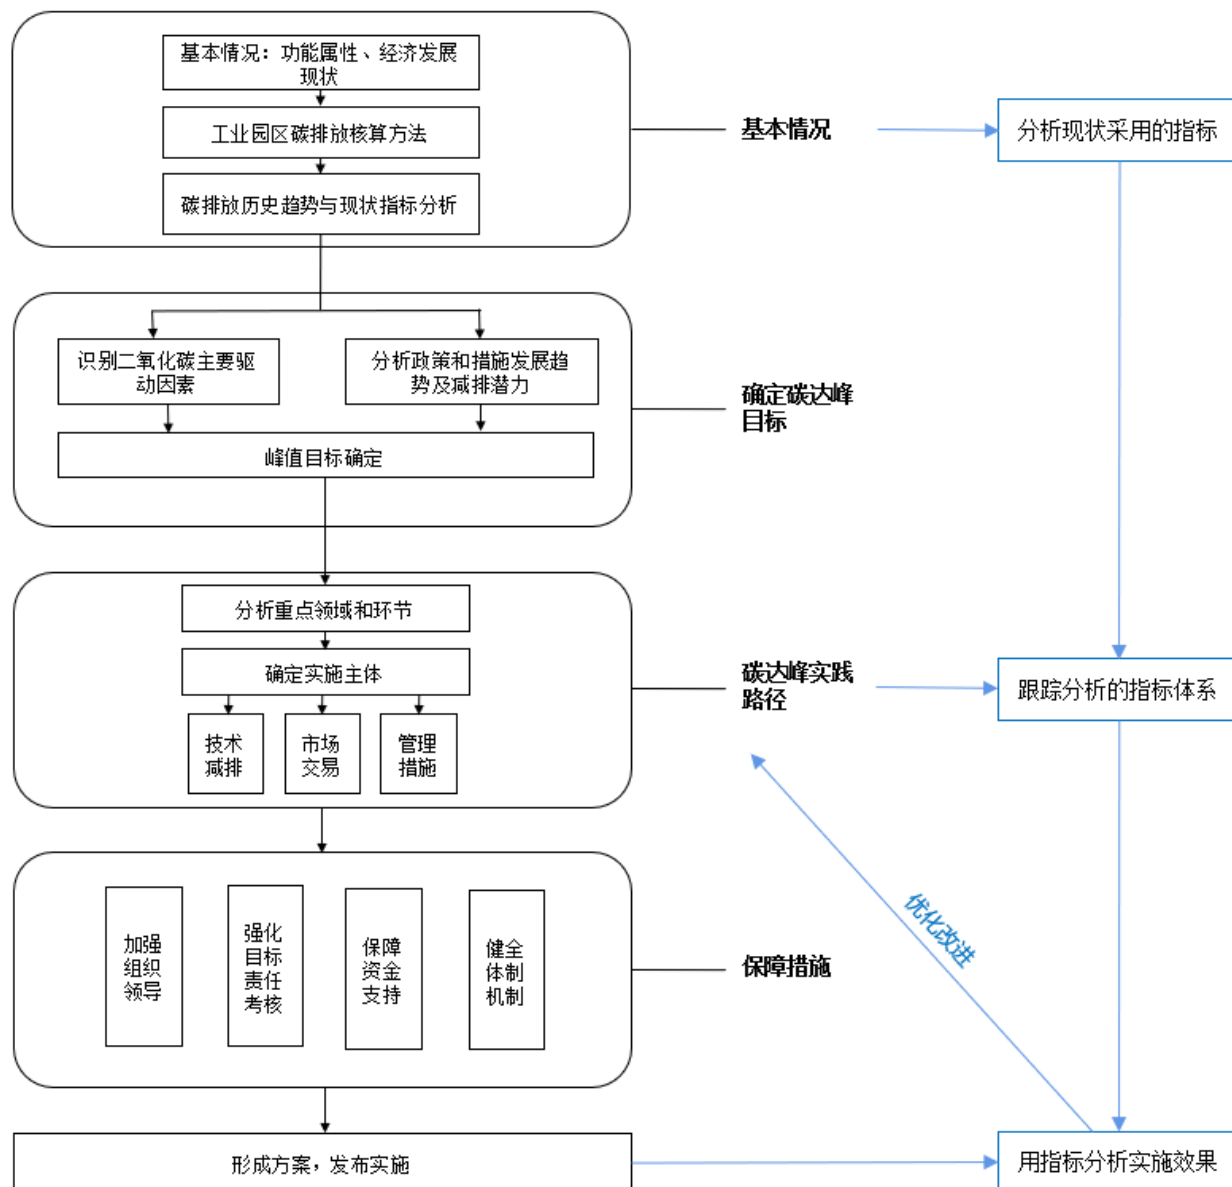 基本情况：功能属性、经济发展
现状
工业园区碳排放核算方法
碳排放历史趋势与现状指标分析
基本情况
分析现状采用的指标
识别二氧化碳主要驱
动因素
分析政策和措施发展趋
势及减排潜力
峰值目标确定
确定碳达峰
目标
分析重点领域和环节
确定实施主体
技术
减排
市场
交易
管理
措施
碳达峰实践
路径
跟踪分析的指标体系
加强
组织
领导
强化
目标
责任
考核
保障
资金
支持
健全
体制
机制
保障措施
优化改进
形成方案，发布实施
用指标分析实施效果